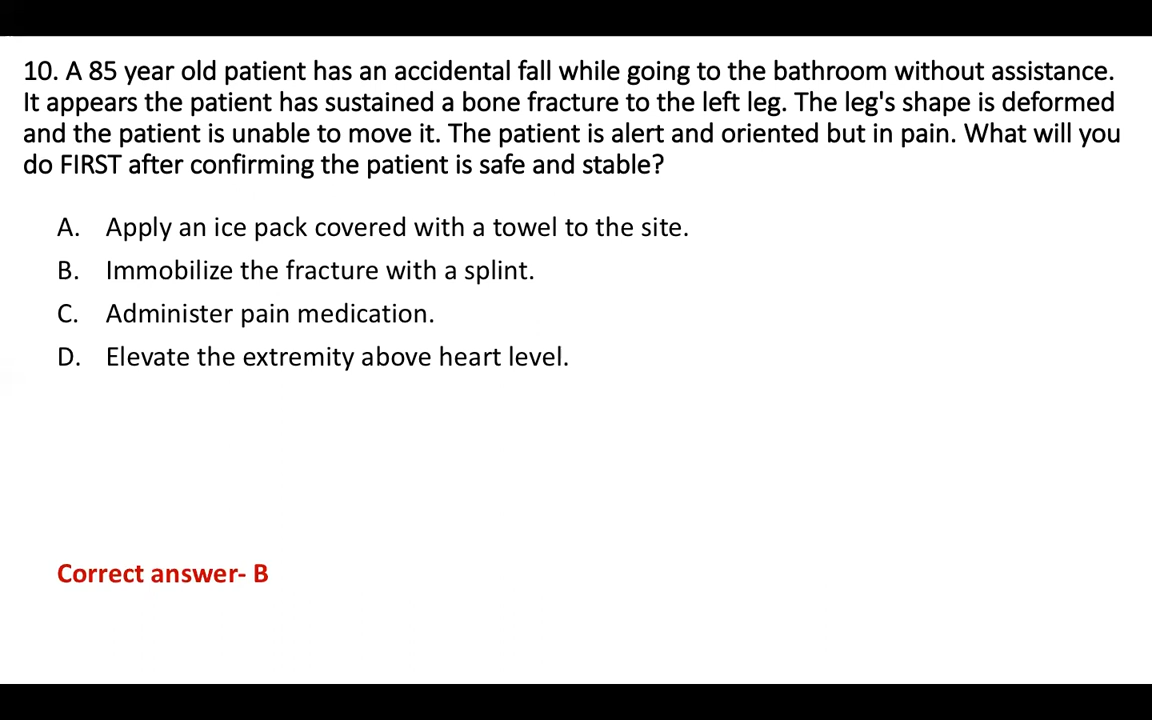 10. A 85 year old patient has an accidental fall while going to the bathroom without assistance.
It appears the patient has sustained a bone fracture to the left leg. The leg's shape is deformed
and the patient is unable to move it. The patient is alert and oriented but in pain. What will you
do FIRST after confirming the patient is safe and stable?
A. Apply an ice pack covered with a towel to the site.
B. Immobilize the fracture with a splint.
C. Administer pain medication.
D. Elevate the extremity above heart level.
Correct answer- B